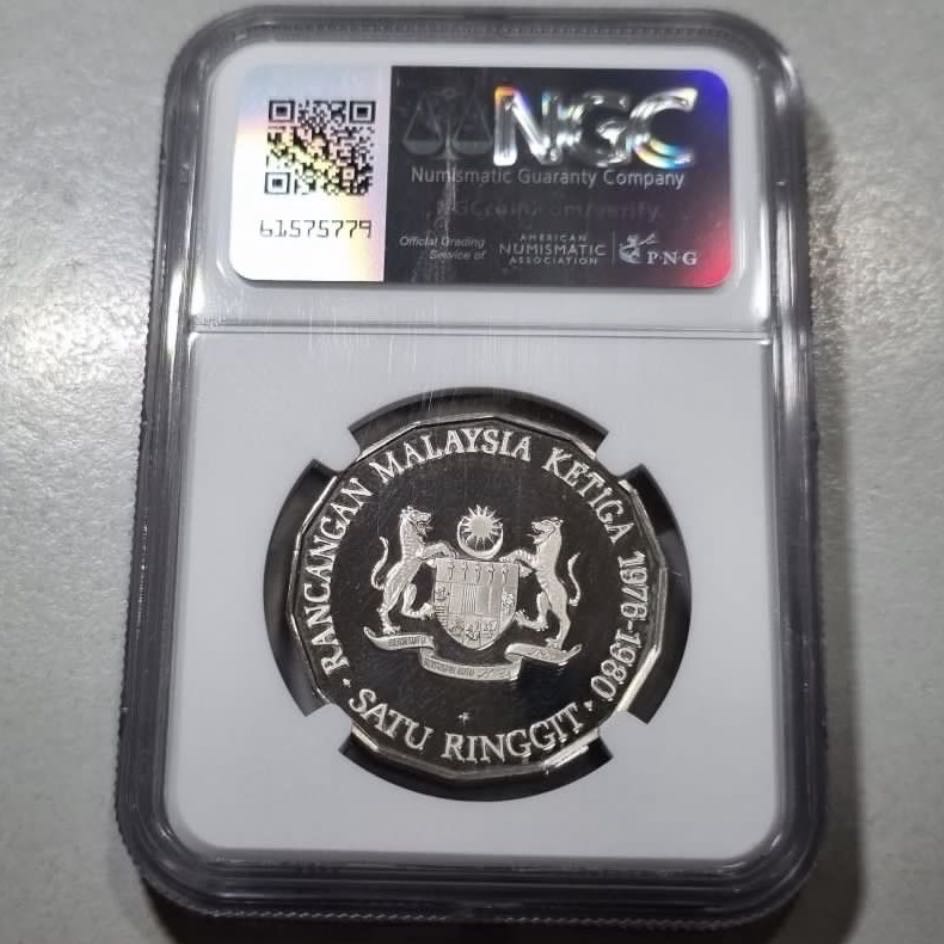 NGC
Numismatic Guaranty Company
61575779
Official Grading
Service of
AMERICAN
NUMISMATIC
ASSOCIATION
PNG
· RANCANGAN MALAYSIA KETIGA 1976-1980 ·
SATU RINGGIT